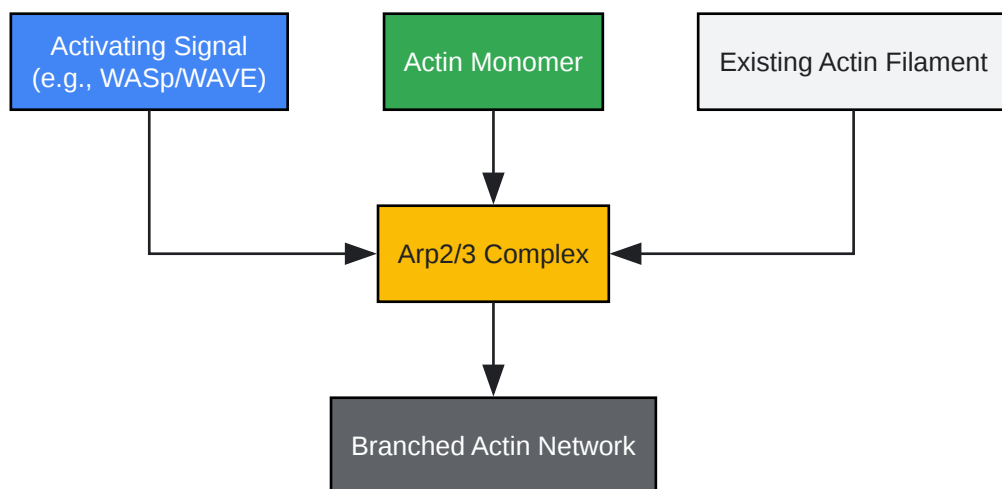 Activating Signal
(e.g., WASp/WAVE)
Actin Monomer
Existing Actin Filament
Arp2/3 Complex
Branched Actin Network